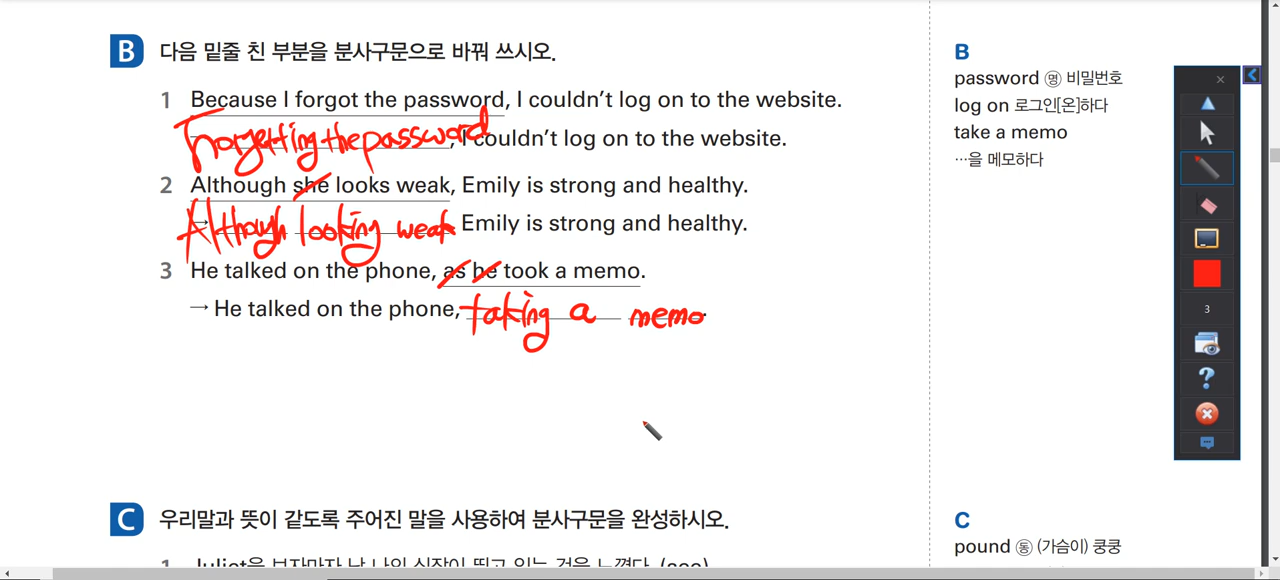 B 다음 밑줄 친 부분을 분사구문으로 바꿔 쓰시오.
1 Because I forgot the password, I couldn't log on to the website.
Forgetting the password, I couldn't log on to the website.
2 Although she looks weak, Emily is strong and healthy.
→ Although looking weak Emily is strong and healthy.
3 He talked on the phone, as he took a memo.
→ He talked on the phone, taking a memo.
C 우리말과 뜻이 같도록 주어진 말을 사용하여 분사구문을 완성하시오.
B
password 명 비밀번호
log on 로그인[온]하다
take a memo
…을 메모하다
3
C
pound 동 (가슴이) 쿵쿵